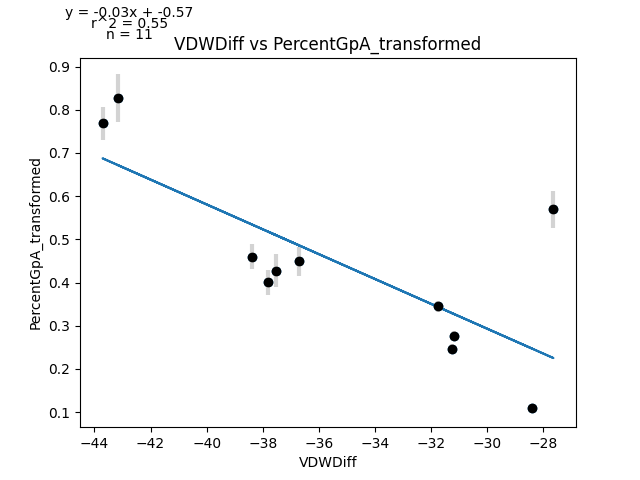 y = -0.03x + -0.57
r^2 = 0.55
n = 11
VDWDiff vs PercentGpA_transformed
0.9
0.8
0.7
0.6
0.5
0.4
0.3
0.2
0.1
PercentGpA_transformed
−44 −42 −40 −38 −36 −34 −32 −30 −28
VDWDiff